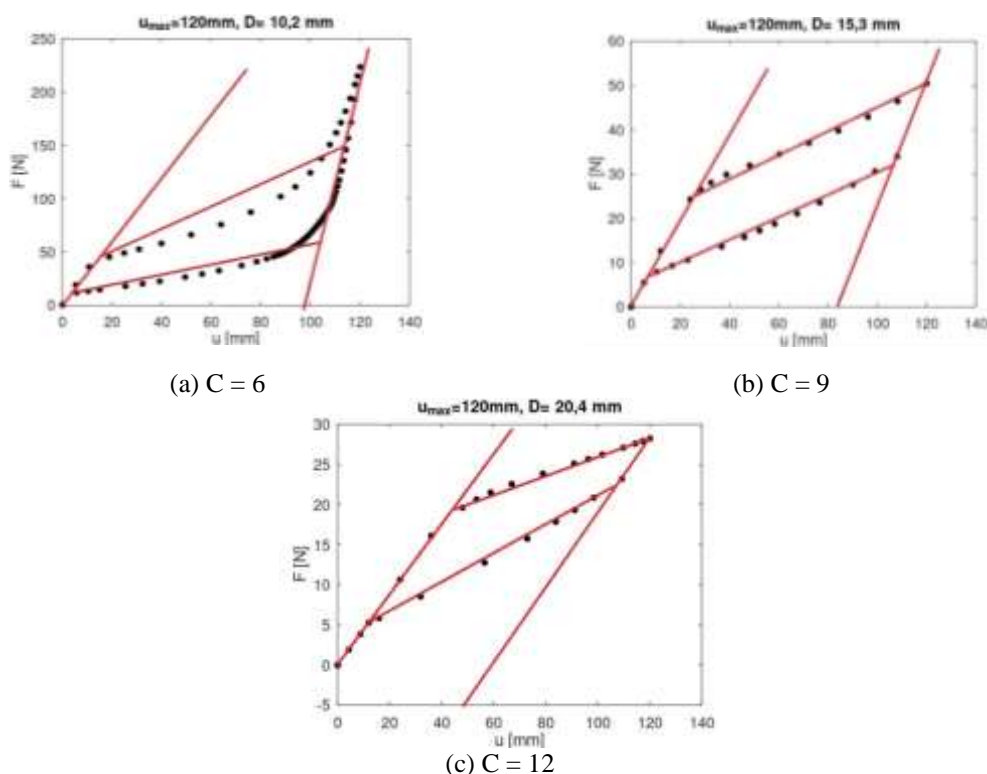 u_max=120mm, D= 10,2 mm
250
200
150
100
50
0
F [N]
0 20 40 60 80 100 120 140
u [mm]
(a) C = 6
u_max=120mm, D= 15,3 mm
60
50
40
30
20
10
0
F [N]
0 20 40 60 80 100 120 140
u [mm]
(b) C = 9
u_max=120mm, D= 20,4 mm
30
25
20
15
10
5
0
-5
F [N]
0 20 40 60 80 100 120 140
u [mm]
(c) C = 12